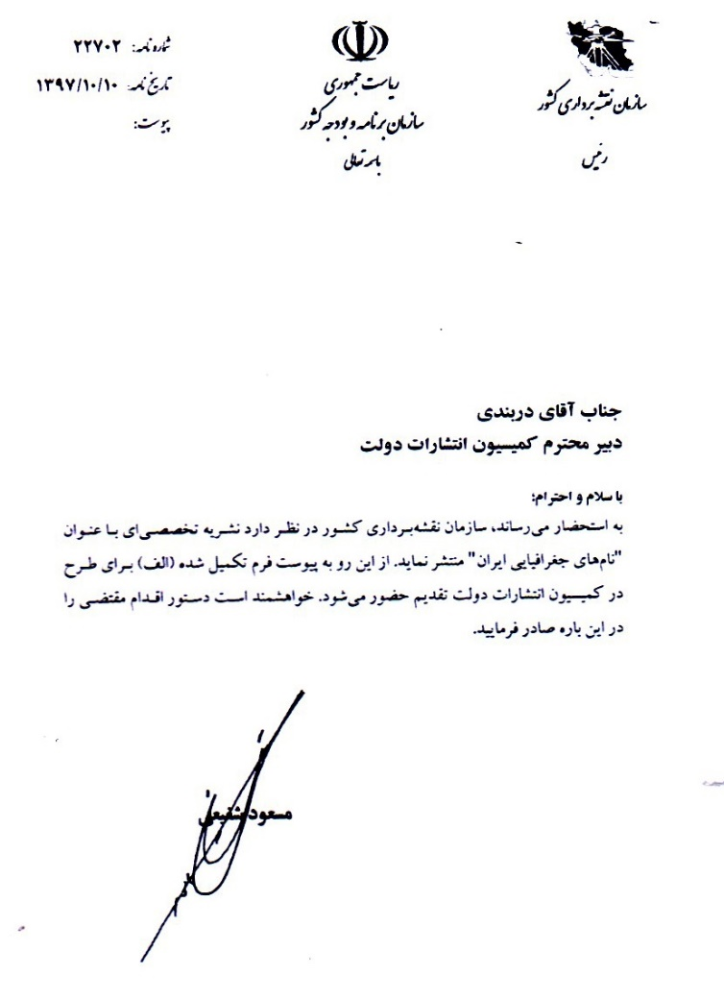 سازمان نقشه برداری کشور
رئیس
ریاست جمهوری
سازمان برنامه و بودجه کشور
باسمه تعالی
شماره نامه: ۲۲۷۰۲
تاریخ نامه: ۱۳۹۷/۱۰/۱۰
پیوست:
جناب آقای دربندی
دبیر محترم کمیسیون انتشارات دولت
با سلام و احترام؛
به استحضار می‌رساند، سازمان نقشه‌برداری کشور در نظر دارد نشریه تخصصی‌ای با عنوان
"نام‌های جغرافیایی ایران" منتشر نماید. از این رو به پیوست فرم تکمیل شده (الف) برای طرح
در کمیسیون انتشارات دولت تقدیم حضور می‌شود. خواهشمند است دستور اقدام مقتضی را
در این باره صادر فرمایید.
مسعود شفیعی